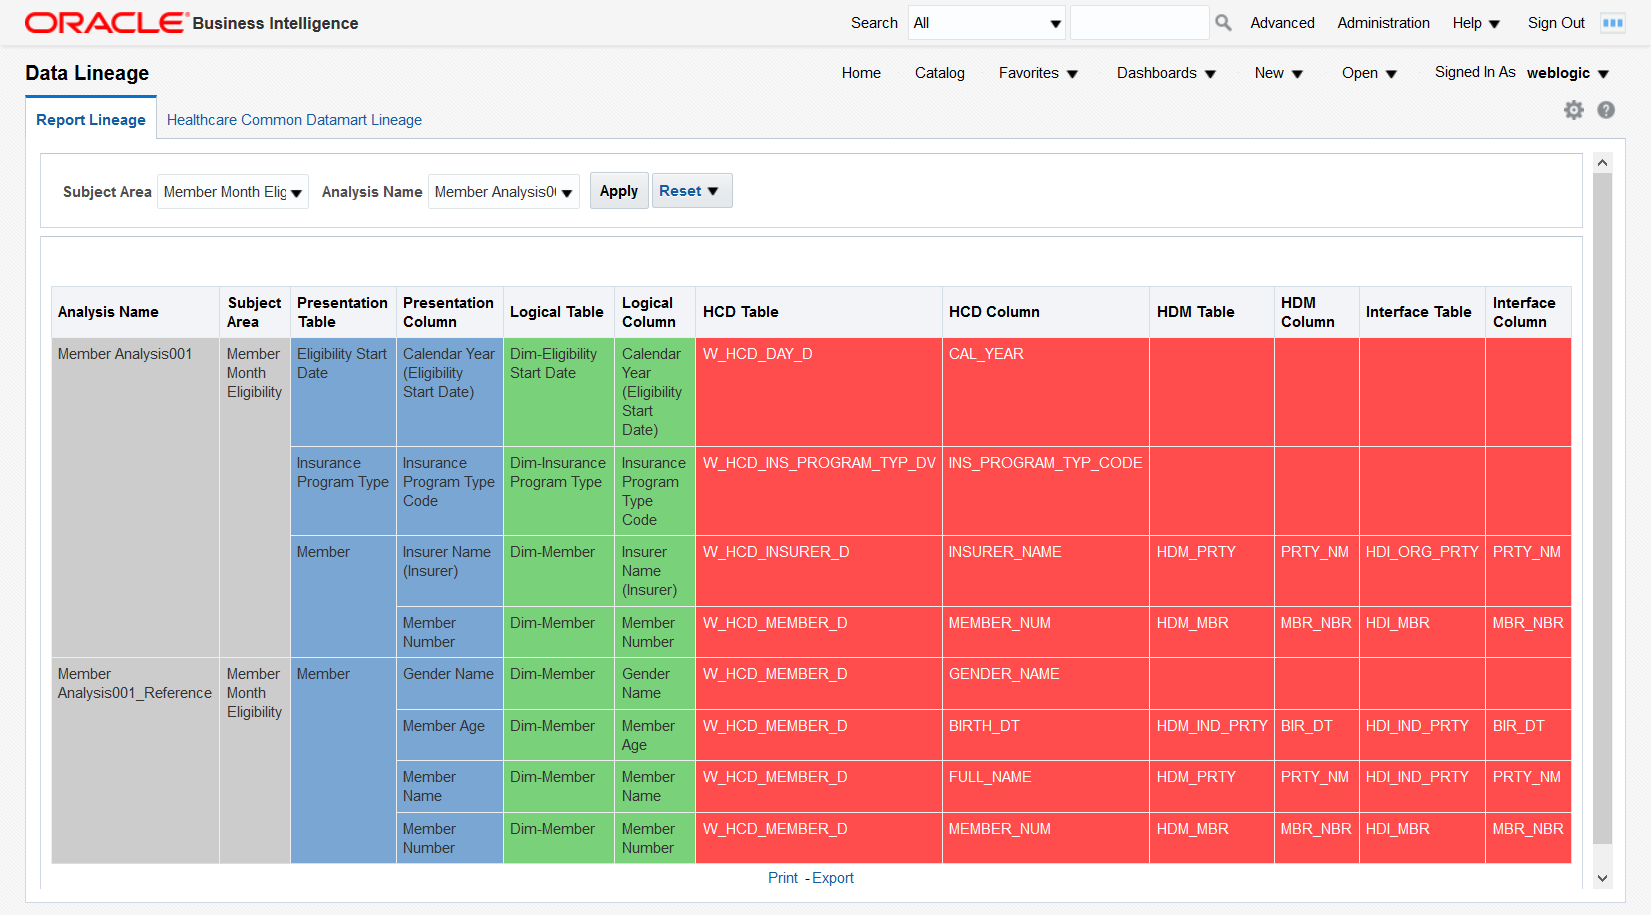 ORACLE Business Intelligence
Search All Advanced Administration Help Sign Out
Data Lineage
Home Catalog Favorites Dashboards New Open Signed In As weblogic
Report Lineage Healthcare Common Datamart Lineage
Subject Area Member Month Elig Analysis Name Member Analysis0 Apply Reset
Analysis Name
Subject
Area
Presentation
Table
Presentation
Column
Logical Table
Logical
Column
HCD Table
HCD Column
HDM Table
HDM
Column
Interface Table
Interface
Column
Member Analysis001
Member
Month
Eligibility
Eligibility Start
Date
Calendar Year
(Eligibility
Start Date)
Dim-Eligibility
Start Date
Calendar
Year
(Eligibility
Start
Date)
W_HCD_DAY_D
CAL_YEAR
Insurance
Program Type
Insurance
Program Type
Code
Dim-Insurance
Program Type
Insurance
Program
Type
Code
W_HCD_INS_PROGRAM_TYP_DV
INS_PROGRAM_TYP_CODE
Member
Insurer Name
(Insurer)
Dim-Member
Insurer
Name
(Insurer)
W_HCD_INSURER_D
INSURER_NAME
HDM_PRTY
PRTY_NM
HDI_ORG_PRTY
PRTY_NM
Member
Number
Dim-Member
Member
Number
W_HCD_MEMBER_D
MEMBER_NUM
HDM_MBR
MBR_NBR
HDI_MBR
MBR_NBR
Member
Analysis001_Reference
Member
Month
Eligibility
Member
Gender Name
Dim-Member
Gender
Name
W_HCD_MEMBER_D
GENDER_NAME
Member Age
Dim-Member
Member
Age
W_HCD_MEMBER_D
BIRTH_DT
HDM_IND_PRTY
BIR_DT
HDI_IND_PRTY
BIR_DT
Member
Name
Dim-Member
Member
Name
W_HCD_MEMBER_D
FULL_NAME
HDM_PRTY
PRTY_NM
HDI_IND_PRTY
PRTY_NM
Member
Number
Dim-Member
Member
Number
W_HCD_MEMBER_D
MEMBER_NUM
HDM_MBR
MBR_NBR
HDI_MBR
MBR_NBR
Print - Export